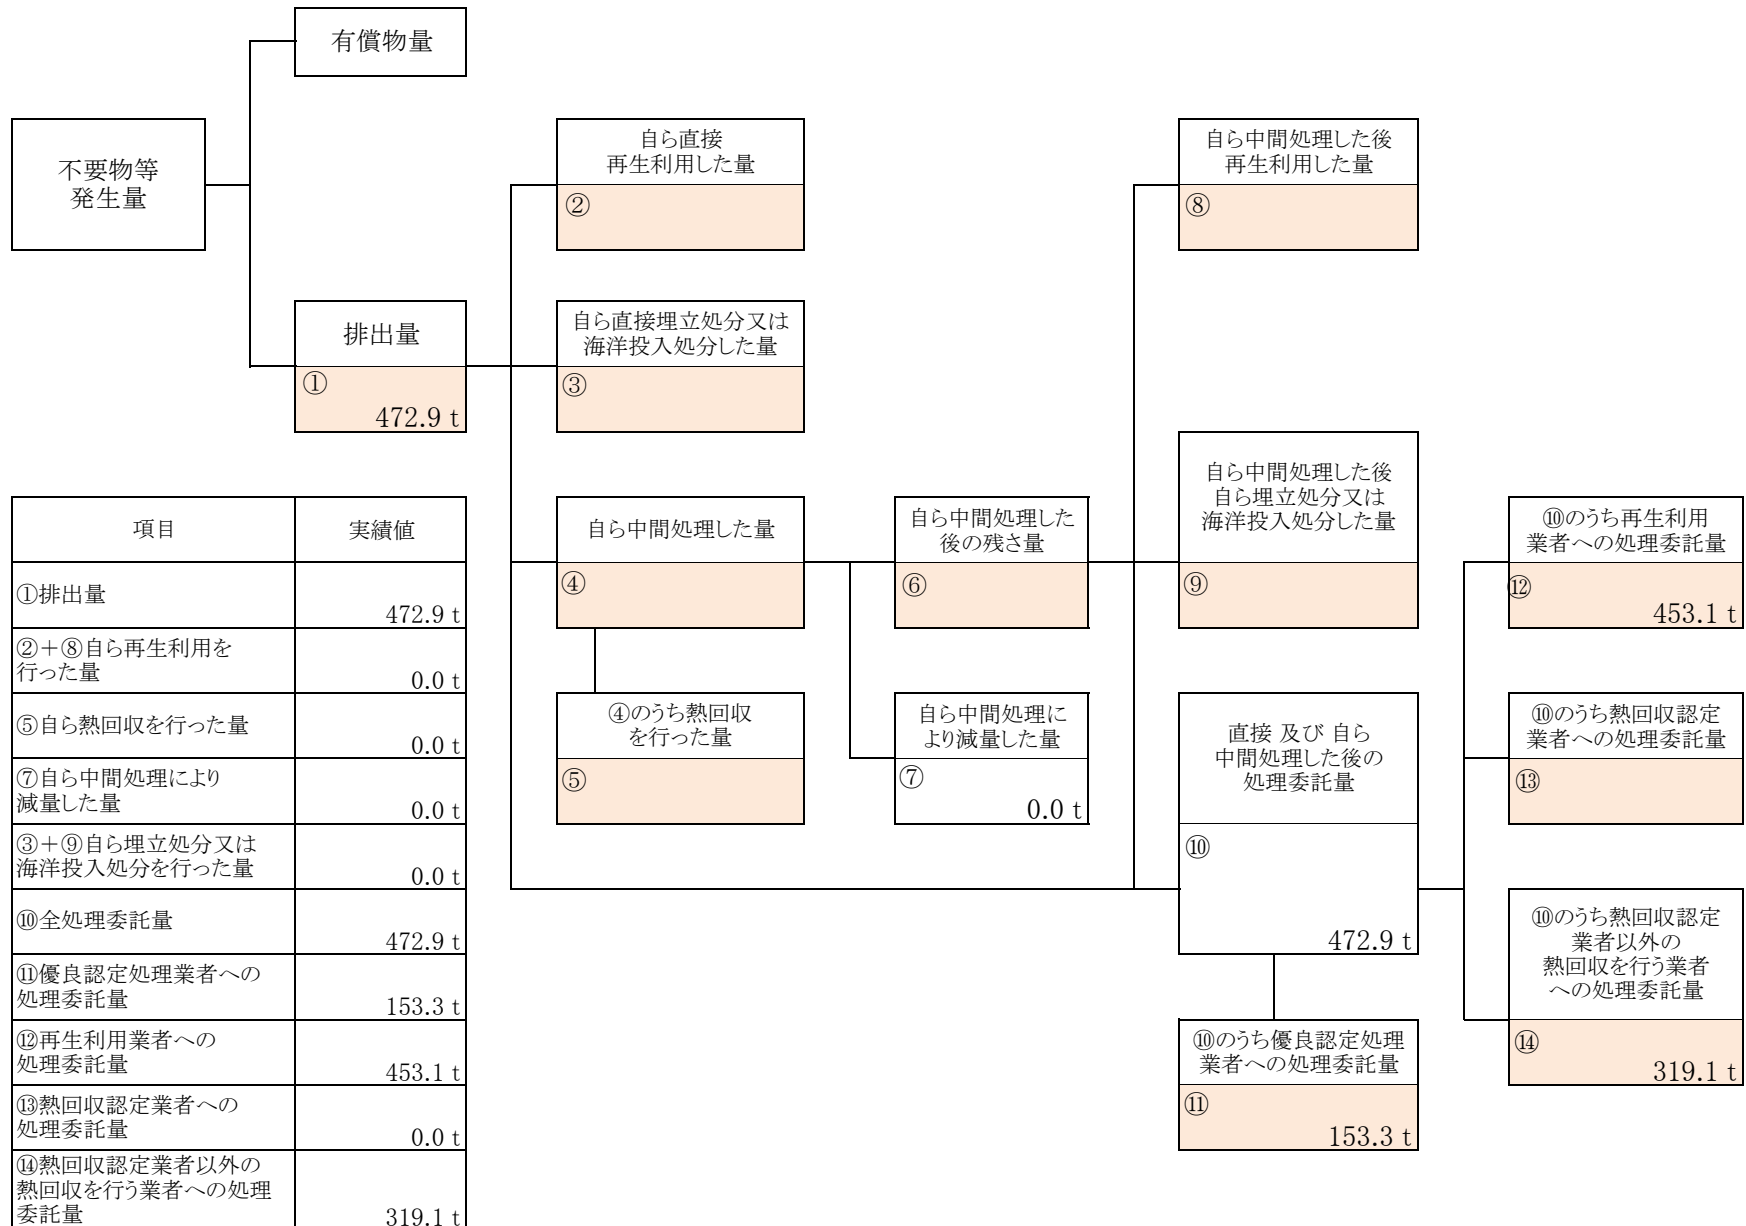 有償物量
不要物等
発生量
排出量
①
472.9 t
自ら直接
再生利用した量
②
自ら直接埋立処分又は
海洋投入処分した量
③
自ら中間処理した量
④
④のうち熱回収
を行った量
⑤
自ら中間処理した
後の残さ量
⑥
自ら中間処理に
より減量した量
⑦
0.0 t
自ら中間処理した後
再生利用した量
⑧
自ら中間処理した後
自ら埋立処分又は
海洋投入処分した量
⑨
直接 及び 自ら
中間処理した後の
処理委託量
⑩
472.9 t
⑩のうち優良認定処理
業者への処理委託量
⑪
153.3 t
⑩のうち再生利用
業者への処理委託量
⑫
453.1 t
⑩のうち熱回収認定
業者への処理委託量
⑬
⑩のうち熱回収認定
業者以外の
熱回収を行う業者
への処理委託量
⑭
319.1 t
項目 実績値
①排出量
472.9 t
②+⑧自ら再生利用を
行った量
0.0 t
⑤自ら熱回収を行った量
0.0 t
⑦自ら中間処理により
減量した量
0.0 t
③+⑨自ら埋立処分又は
海洋投入処分を行った量
0.0 t
⑩全処理委託量
472.9 t
⑪優良認定処理業者への
処理委託量
153.3 t
⑫再生利用業者への
処理委託量
453.1 t
⑬熱回収認定業者への
処理委託量
0.0 t
⑭熱回収認定業者以外の
熱回収を行う業者への処理
委託量
319.1 t